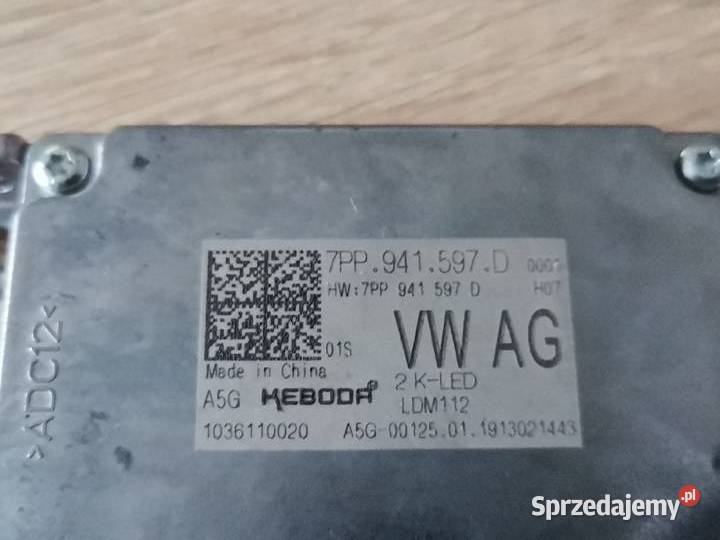 7PP.941.597.D 0001
HW:7PP 941 597 D H07
01S
VW AG
Made in China
2 K-LED
A5G KEBODA
LDM112
1036110020 A5G-00125.01.1913021443
>ADC12<
Sprzedajemy.pl